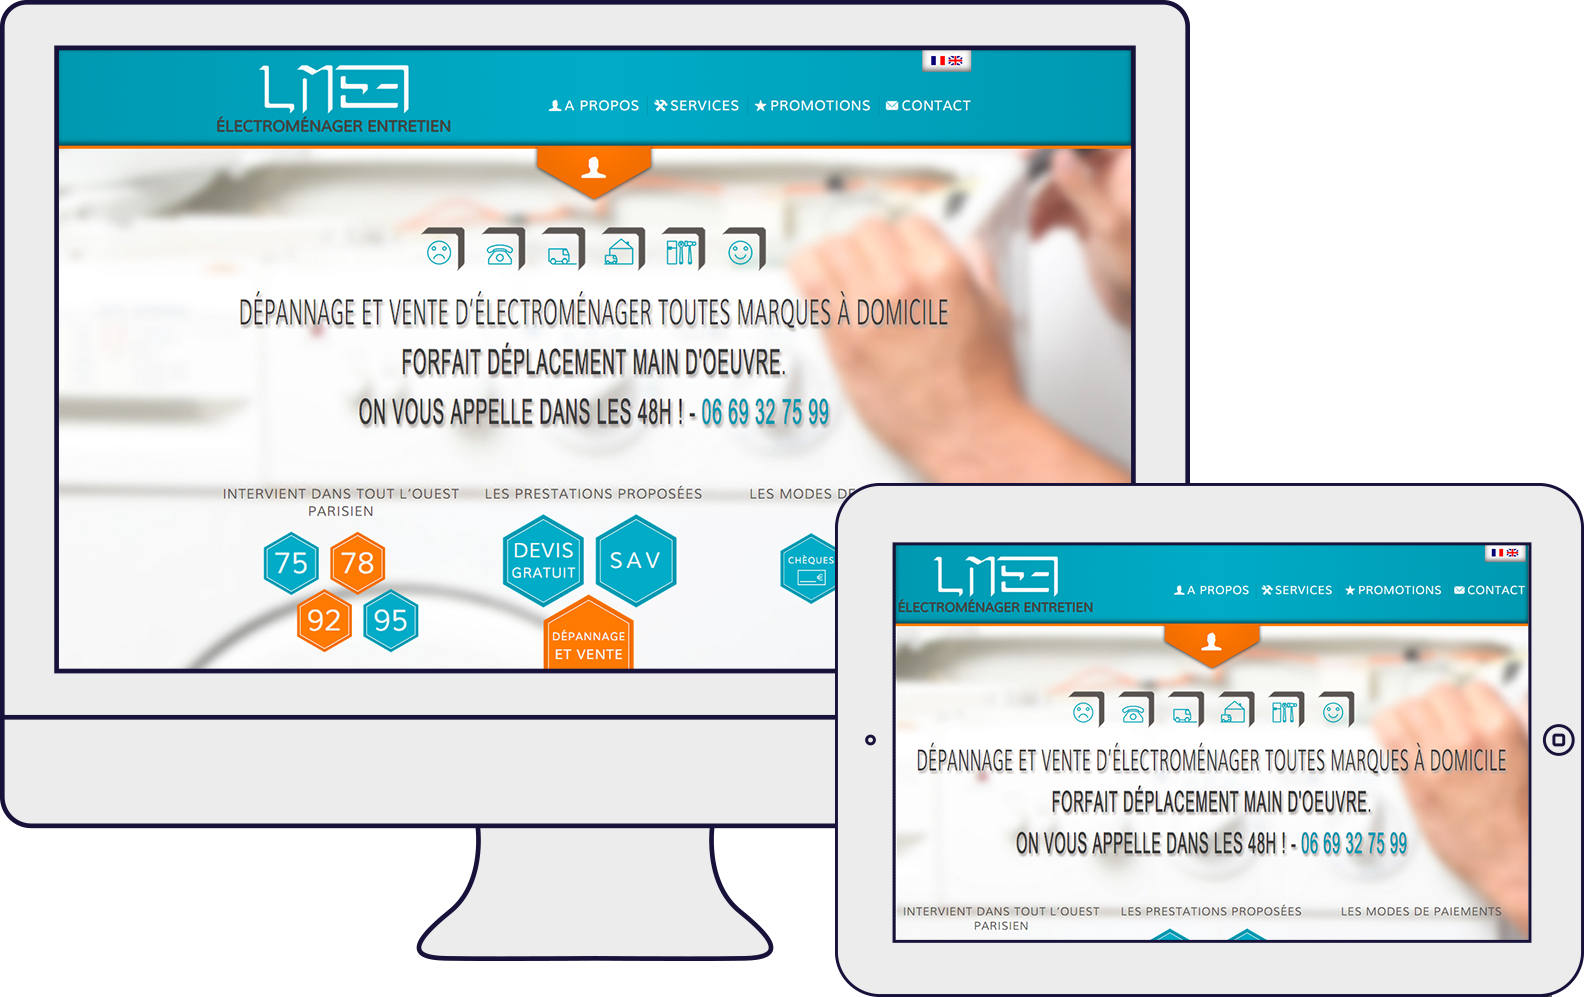 LMEE
ÉLECTROMÉNAGER ENTRETIEN
A PROPOS SERVICES PROMOTIONS CONTACT
DÉPANNAGE ET VENTE D'ÉLECTROMÉNAGER TOUTES MARQUES À DOMICILE
FORFAIT DÉPLACEMENT MAIN D'OEUVRE.
ON VOUS APPELLE DANS LES 48H ! - 06 69 32 75 99
INTERVIENT DANS TOUT L'OUEST
PARISIEN
75 78
92 95
LES PRESTATIONS PROPOSÉES
DEVIS
GRATUIT
SAV
DÉPANNAGE
ET VENTE
LES MODES DE
CHÈQUES
€
LMEE
ÉLECTROMÉNAGER ENTRETIEN
A PROPOS SERVICES PROMOTIONS CONTACT
DÉPANNAGE ET VENTE D'ÉLECTROMÉNAGER TOUTES MARQUES À DOMICILE
FORFAIT DÉPLACEMENT MAIN D'OEUVRE.
ON VOUS APPELLE DANS LES 48H ! - 06 69 32 75 99
INTERVIENT DANS TOUT L'OUEST
PARISIEN
LES PRESTATIONS PROPOSÉES
LES MODES DE PAIEMENTS